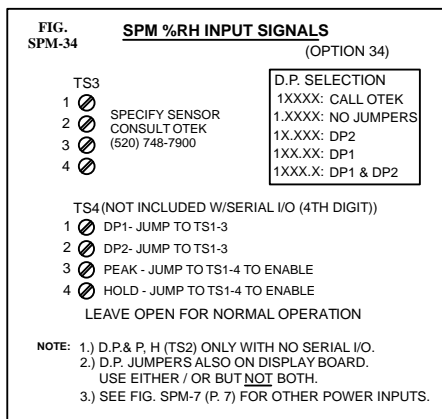 FIG. SPM-34
SPM %RH INPUT SIGNALS
(OPTION 34)
TS3
1
2
3
4
SPECIFY SENSOR
CONSULT OTEK
(520) 748-7900
D.P. SELECTION
1XXXX: CALL OTEK
1.XXXX: NO JUMPERS
1X.XXX: DP2
1XX.XX: DP1
1XXX.X: DP1 & DP2
TS4 (NOT INCLUDED W/SERIAL I/O (4TH DIGIT))
1 DP1- JUMP TO TS1-3
2 DP2- JUMP TO TS1-3
3 PEAK - JUMP TO TS1-4 TO ENABLE
4 HOLD - JUMP TO TS1-4 TO ENABLE
LEAVE OPEN FOR NORMAL OPERATION
NOTE: 1.) D.P.& P, H (TS2) ONLY WITH NO SERIAL I/O.
2.) D.P. JUMPERS ALSO ON DISPLAY BOARD.
USE EITHER / OR BUT NOT BOTH.
3.) SEE FIG. SPM-7 (P. 7) FOR OTHER POWER INPUTS.